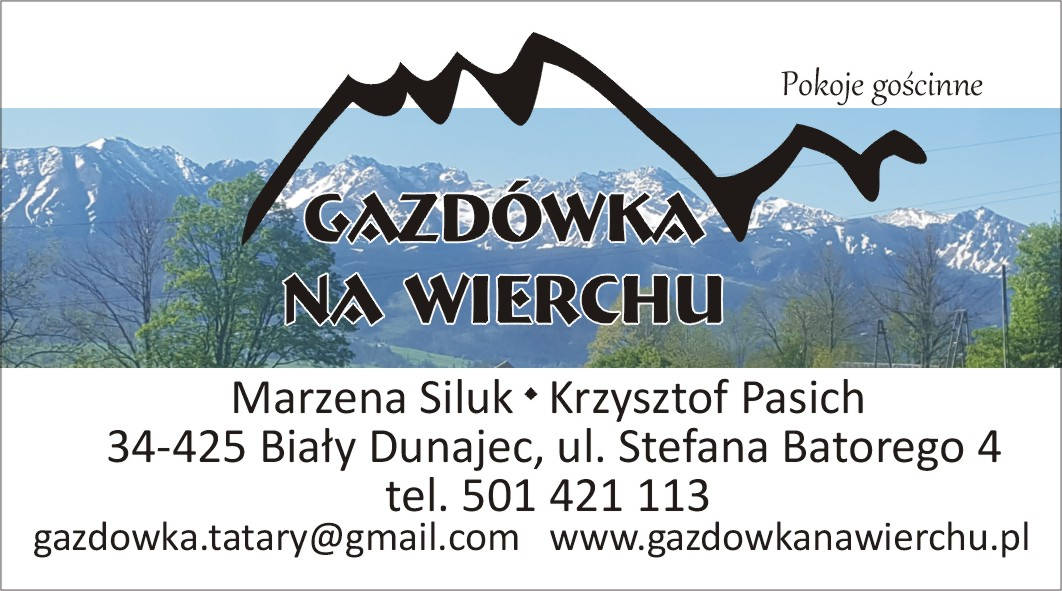 Pokoje gościnne
GAZDÓWKA
NA WIERCHU
Marzena Siluk ⬥ Krzysztof Pasich
34-425 Biały Dunajec, ul. Stefana Batorego 4
tel. 501 421 113
gazdowka.tatary@gmail.com www.gazdowkanawierchu.pl